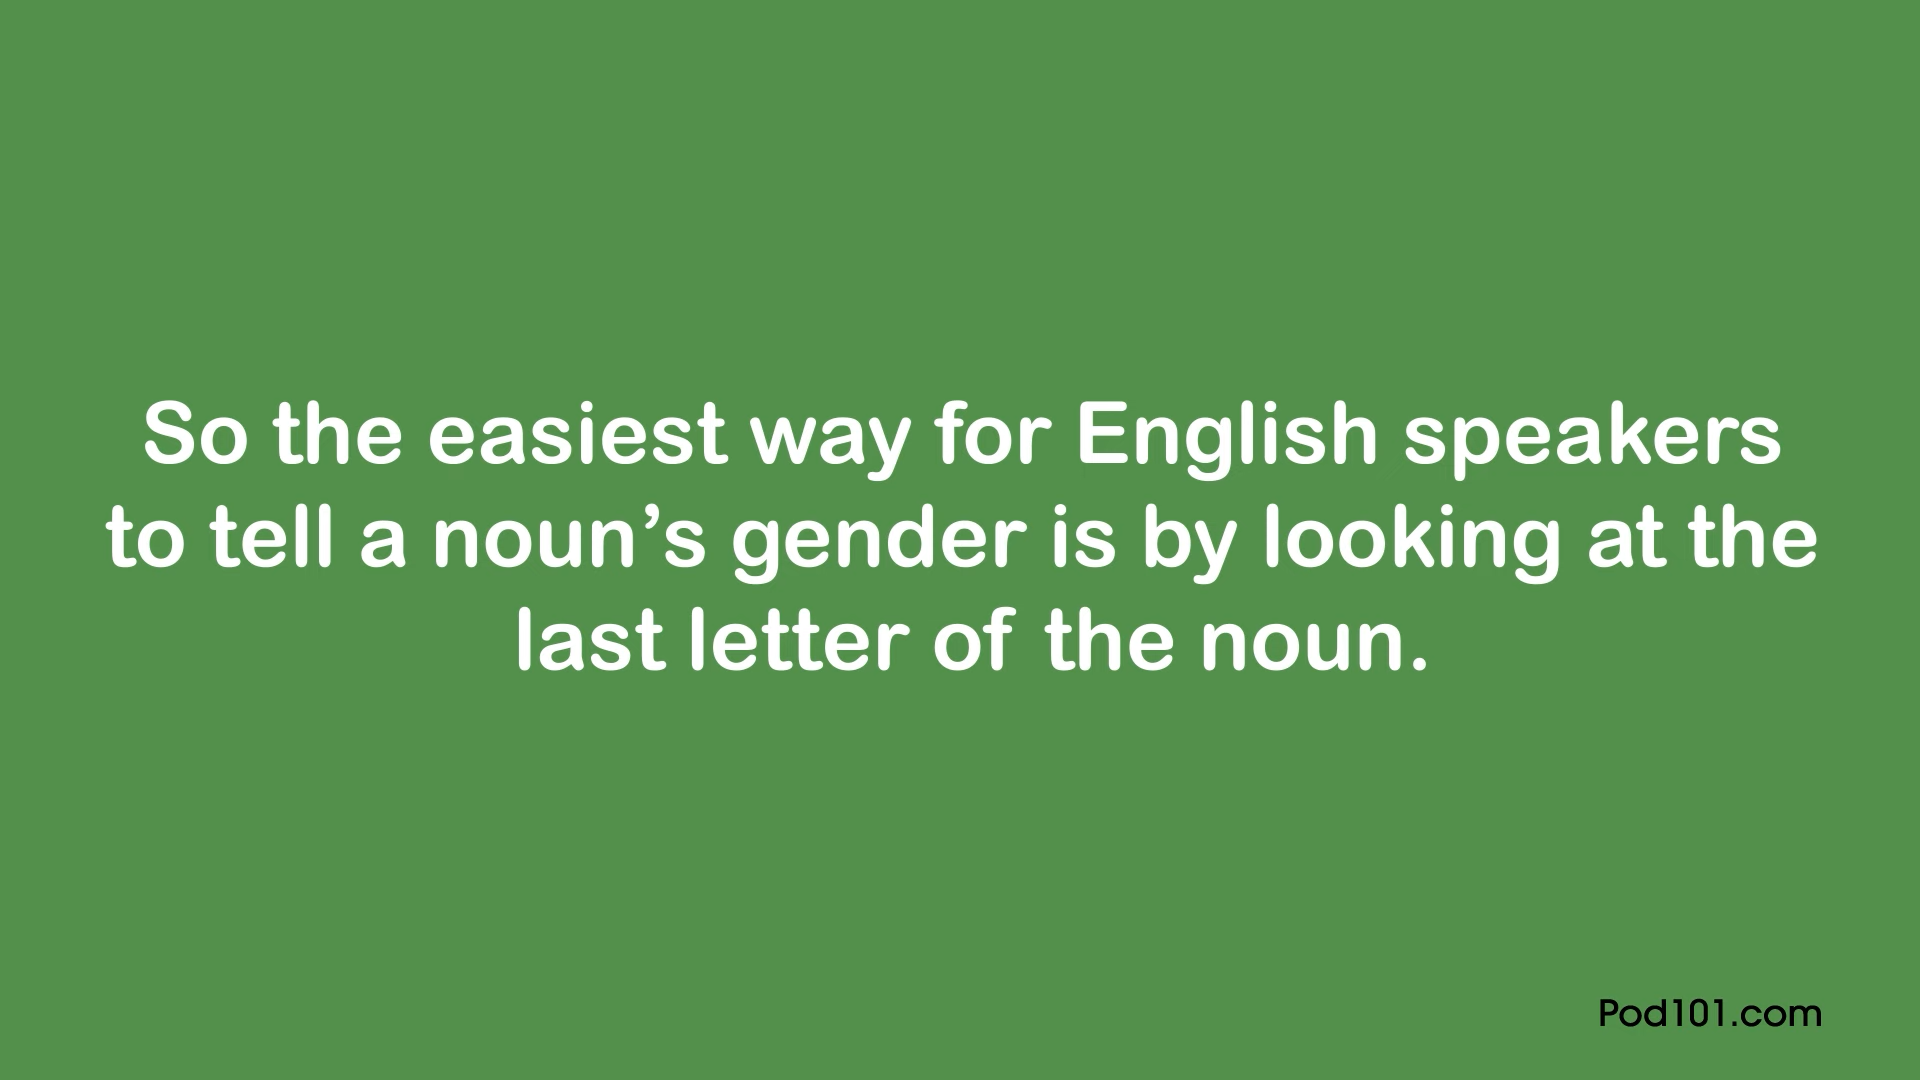 So the easiest way for English speakers
to tell a noun’s gender is by looking at the
last letter of the noun.
Pod101.com